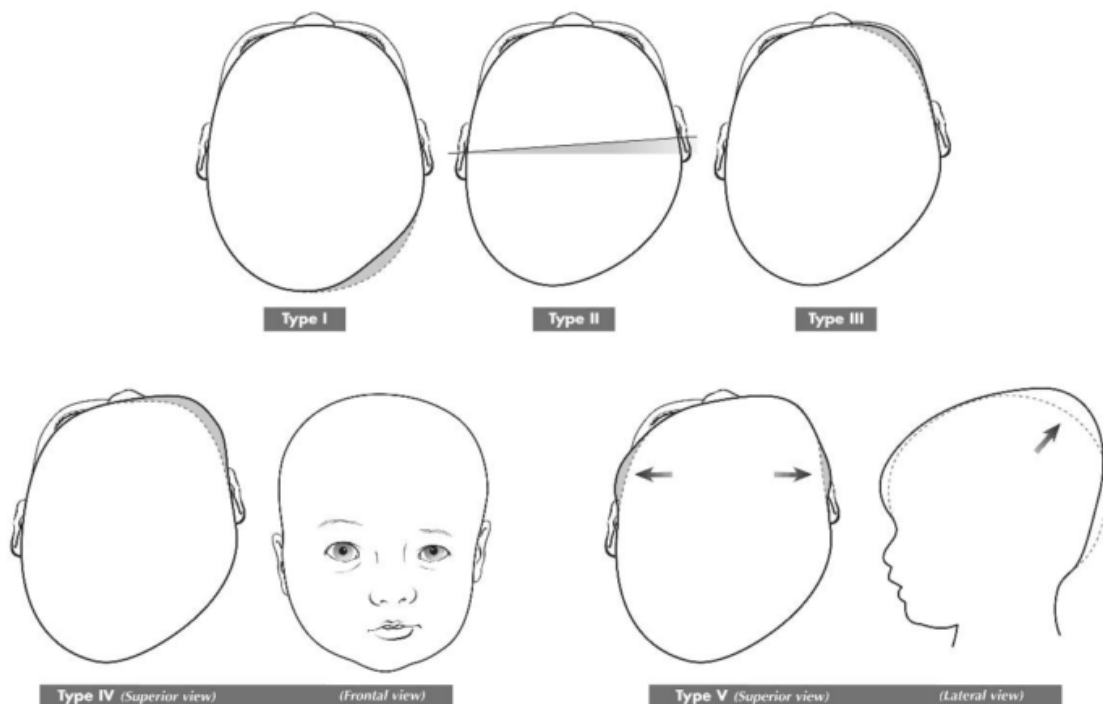 Type I
Type II
Type III
Type IV (Superior view) (Frontal view)
Type V (Superior view) (Lateral view)